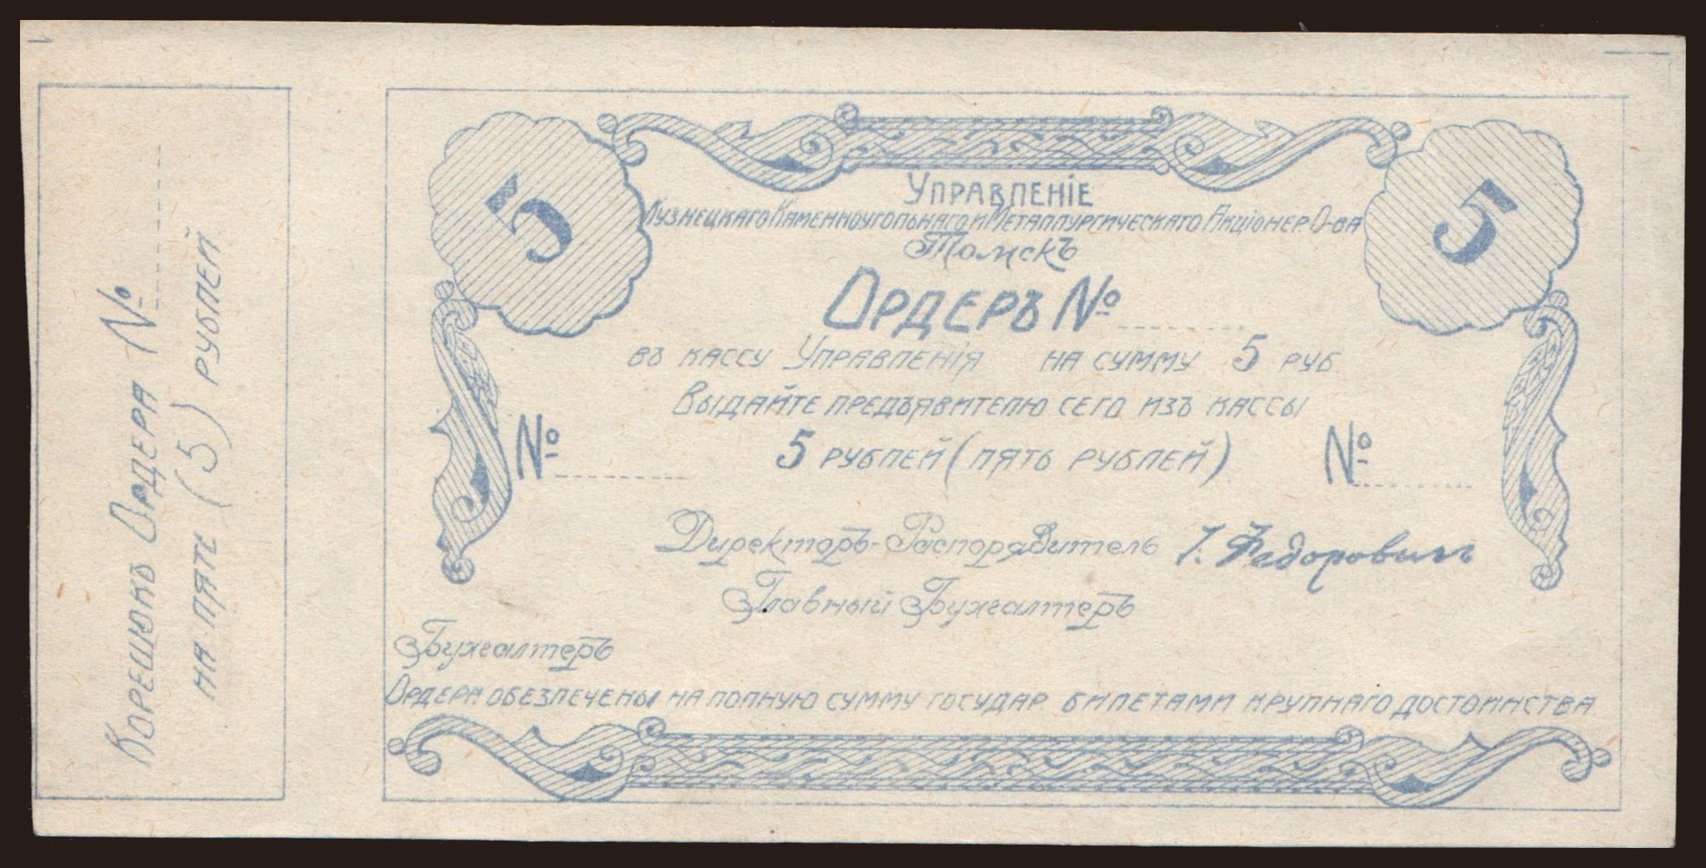 Корешокъ Ордера №
на пять (5) рублей
5
5
Управленіе
Кузнецкаго Каменноугольнаго и Металлургическаго Акціонер. О-ва
Томскъ
Ордеръ №
въ кассу Управленія на сумму 5 руб.
Выдайте предъявителю сего изъ кассы
№ 5 рублей (пять рублей) №
Директоръ-Распорядитель І. Федоровичъ
Главный Бухгалтеръ
Бухгалтеръ
Ордера обезпечены на полную сумму государ. билетами крупнаго достоинства